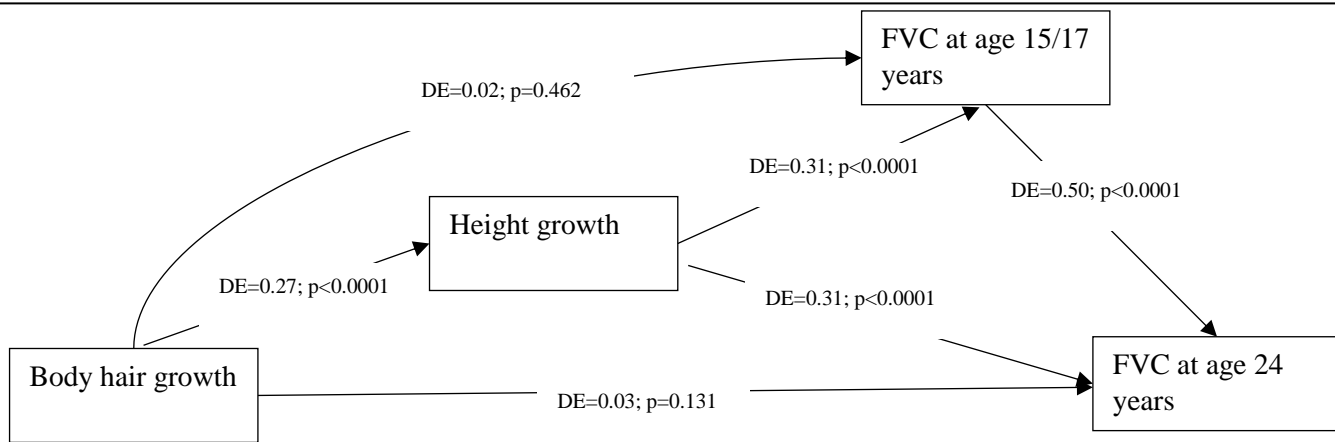 FVC at age 15/17
years
DE=0.02; p=0.462
DE=0.31; p<0.0001
DE=0.50; p<0.0001
Height growth
DE=0.27; p<0.0001
DE=0.31; p<0.0001
Body hair growth
FVC at age 24
years
DE=0.03; p=0.131